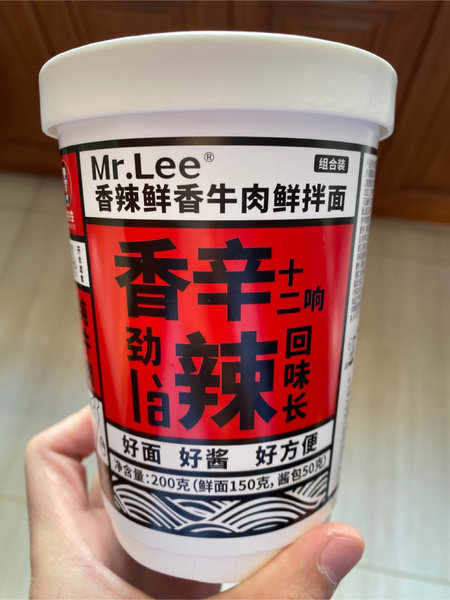 Mr.Lee®
组合装
香辣鲜香牛肉鲜拌面
香辛
十二响
劲là
辣
回味长
好面 好酱 好方便
净含量:200克(鲜面150克,酱包50克)